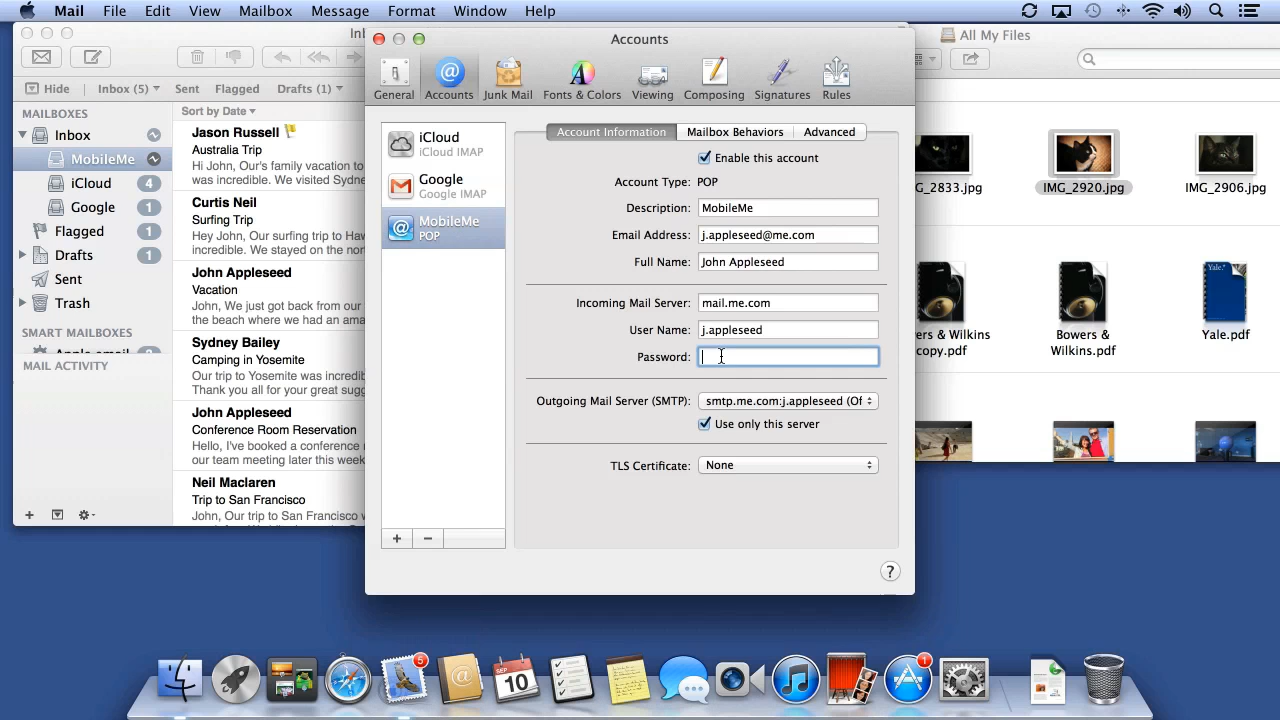 Mail File Edit View Mailbox Message Format Window Help
Accounts
All My Files
General Accounts Junk Mail Fonts & Colors Viewing Composing Signatures Rules
Hide Inbox (5) Sent Flagged Drafts (1)
MAILBOXES
Inbox
MobileMe
iCloud 4
Google 1
Flagged
Drafts 1
Sent
Trash
SMART MAILBOXES
MAIL ACTIVITY
Sort by Date
Jason Russell
Australia Trip
Hi John, Our's family vacation to
was incredible. We visited Sydne
Curtis Neil
Surfing Trip
Hey John, Our surfing trip to Haw
incredible. We stayed on the nor
John Appleseed
Vacation
John, We just got back from our
the beach where we had an ama
Sydney Bailey
Camping in Yosemite
Our trip to Yosemite was incredib
Thank you all for your great sugg
John Appleseed
Conference Room Reservation
Hello, I've booked a conference
our team meeting later this week
Neil Maclaren
Trip to San Francisco
John, Our trip to San Francisco w
iCloud
iCloud IMAP
Google
Google IMAP
MobileMe
POP
Account Information Mailbox Behaviors Advanced
Enable this account
Account Type: POP
Description: MobileMe
Email Address: j.appleseed@me.com
Full Name: John Appleseed
Incoming Mail Server: mail.me.com
User Name: j.appleseed
Password:
Outgoing Mail Server (SMTP): smtp.me.com:j.appleseed (Of
Use only this server
TLS Certificate: None
?
G_2833.jpg IMG_2920.jpg IMG_2906.jpg
Yale.
ers & Wilkins
copy.pdf
Bowers &
Wilkins.pdf
Yale.pdf
5
SEP
10
1